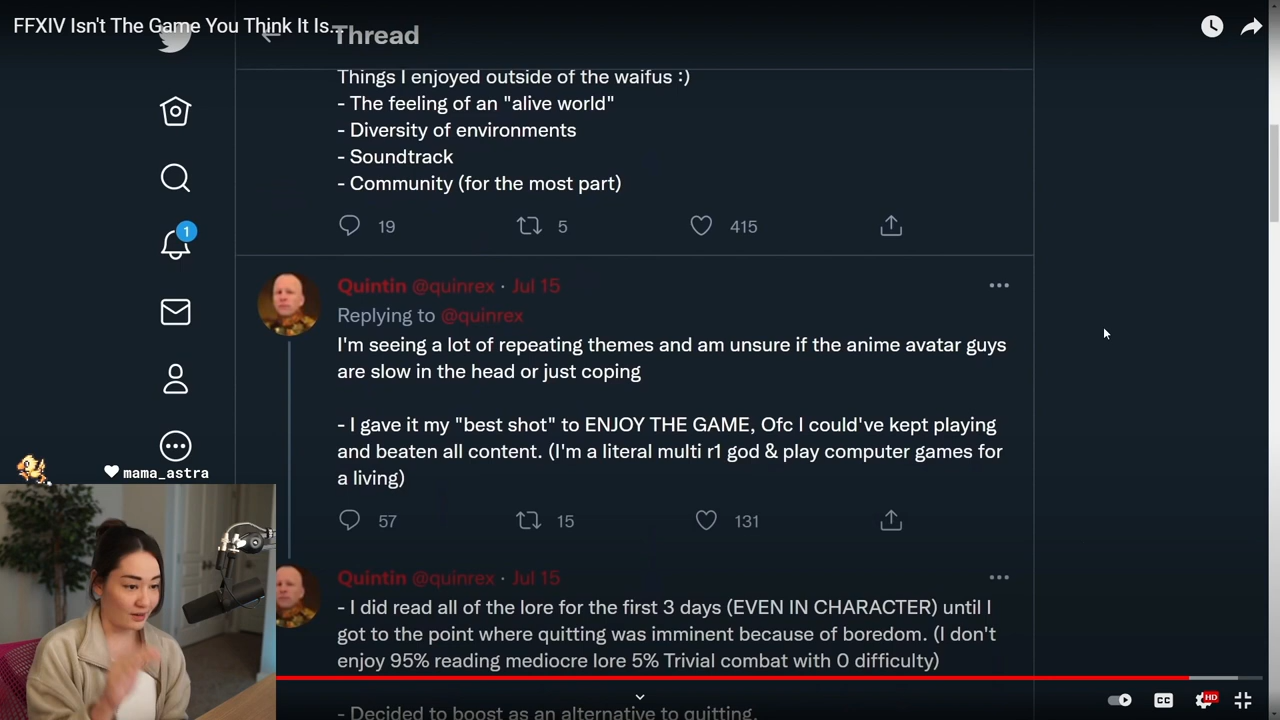 FFXIV Isn't The Game You Think It Is...
Thread
Things I enjoyed outside of the waifus :)
- The feeling of an "alive world"
- Diversity of environments
- Soundtrack
- Community (for the most part)
19 5 415
1
Quintin @quinrex · Jul 15
Replying to @quinrex
I'm seeing a lot of repeating themes and am unsure if the anime avatar guys
are slow in the head or just coping
- I gave it my "best shot" to ENJOY THE GAME, Ofc I could've kept playing
and beaten all content. (I'm a literal multi r1 god & play computer games for
a living)
mama_astra
57 15 131
Quintin @quinrex · Jul 15
- I did read all of the lore for the first 3 days (EVEN IN CHARACTER) until I
got to the point where quitting was imminent because of boredom. (I don't
enjoy 95% reading mediocre lore 5% Trivial combat with 0 difficulty)
- Decided to boost as an alternative to quitting.
CC
HD